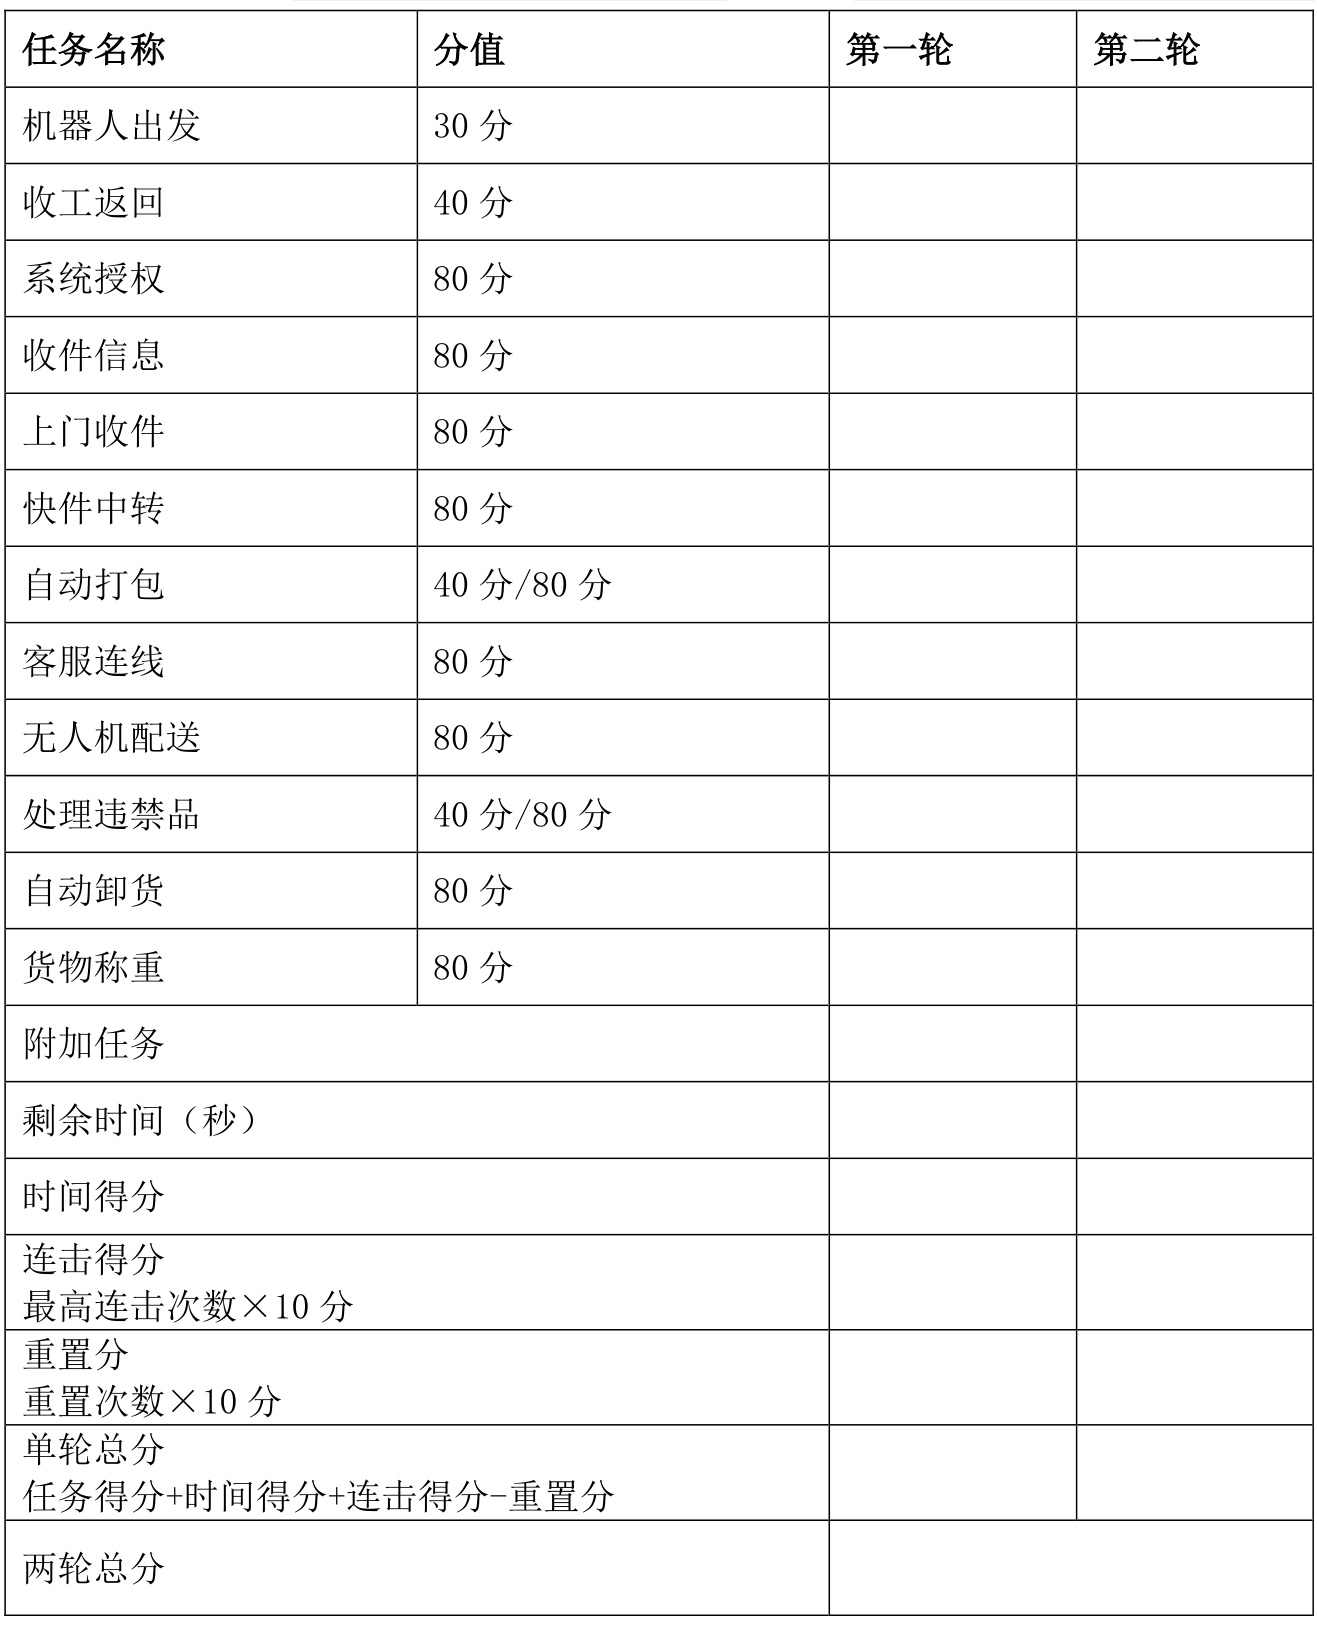 任务名称 分值 第一轮 第二轮
机器人出发 30 分
收工返回 40 分
系统授权 80 分
收件信息 80 分
上门收件 80 分
快件中转 80 分
自动打包 40 分/80 分
客服连线 80 分
无人机配送 80 分
处理违禁品 40 分/80 分
自动卸货 80 分
货物称重 80 分
附加任务
剩余时间（秒）
时间得分
连击得分
最高连击次数×10 分
重置分
重置次数×10 分
单轮总分
任务得分+时间得分+连击得分-重置分
两轮总分